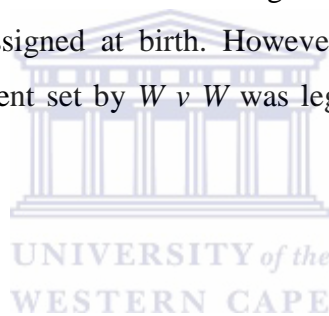 ssigned at birth. Howeve
ent set by W v W was leg
UNIVERSITY of the
WESTERN CAPE